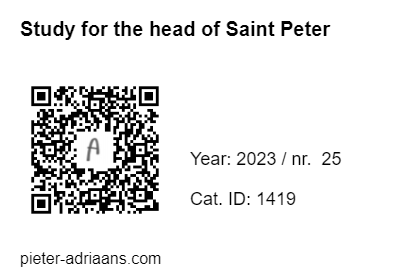 Study for the head of Saint Peter
A
Year: 2023 / nr. 25
Cat. ID: 1419
pieter-adriaans.com